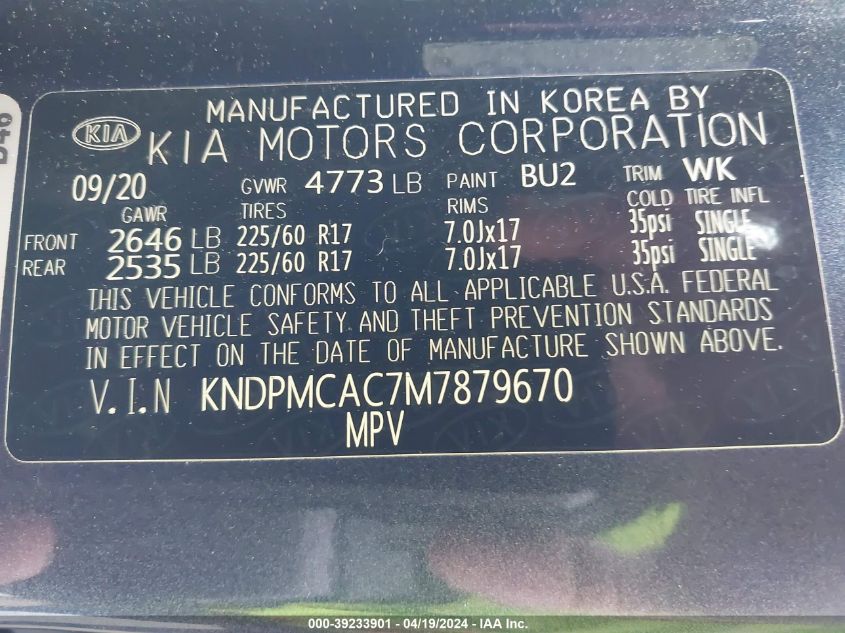 D46
MANUFACTURED IN KOREA BY
KIA KIA MOTORS CORPORATION
09/20 GVWR 4773 LB PAINT BU2 TRIM WK
GAWR TIRES RIMS COLD TIRE INFL
FRONT 2646 LB 225/60 R17 7.0Jx17 35psi SINGLE
REAR 2535 LB 225/60 R17 7.0Jx17 35psi SINGLE
THIS VEHICLE CONFORMS TO ALL APPLICABLE U.S.A. FEDERAL
MOTOR VEHICLE SAFETY AND THEFT PREVENTION STANDARDS
IN EFFECT ON THE DATE OF MANUFACTURE SHOWN ABOVE.
V.I.N KNDPMCAC7M7879670
MPV
000-39233901 - 04/19/2024 - IAA Inc.